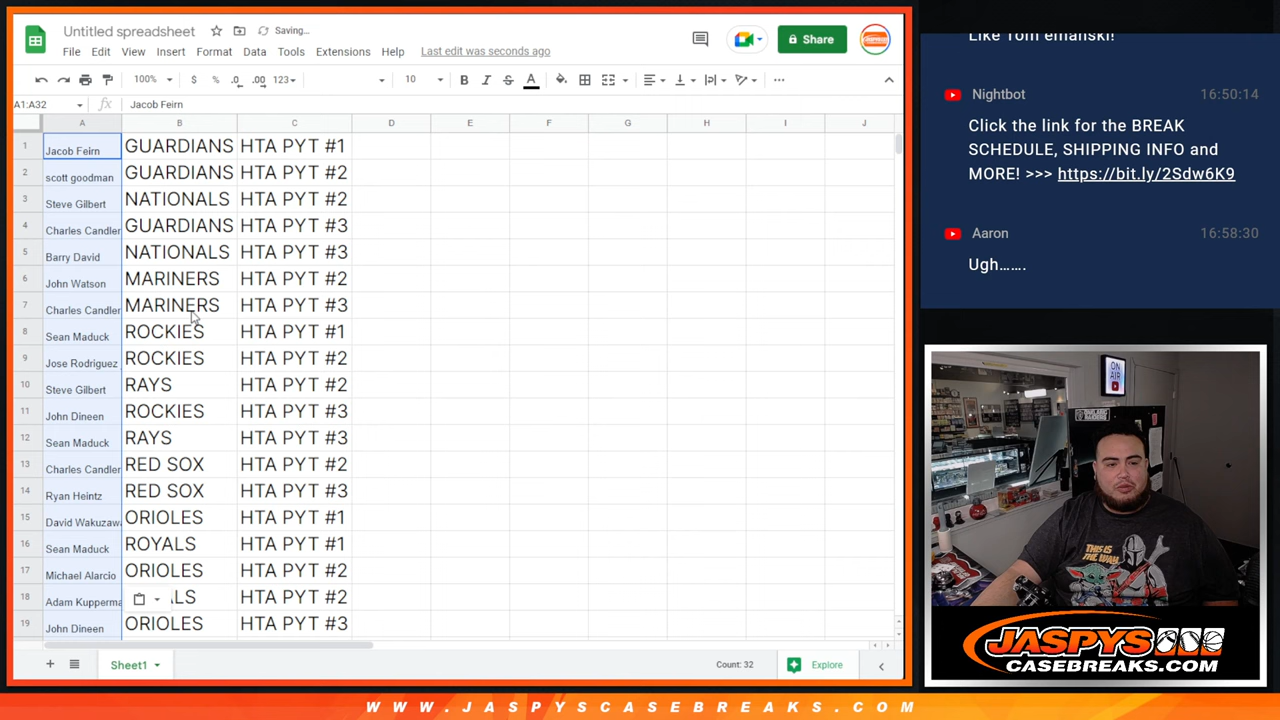 Untitled spreadsheet
Saving...
File Edit View Insert Format Data Tools Extensions Help Last edit was seconds ago
Share
100% $ % .0 .00 123 10 B I S A
A1:A32 fx Jacob Feirn
A B C D E F G H I J
1 Jacob Feirn GUARDIANS HTA PYT #1
2 scott goodman GUARDIANS HTA PYT #2
3 Steve Gilbert NATIONALS HTA PYT #2
4 Charles Candler GUARDIANS HTA PYT #3
5 Barry David NATIONALS HTA PYT #3
6 John Watson MARINERS HTA PYT #2
7 Charles Candler MARINERS HTA PYT #3
8 Sean Maduck ROCKIES HTA PYT #1
9 Jose Rodriguez ROCKIES HTA PYT #2
10 Steve Gilbert RAYS HTA PYT #2
11 John Dineen ROCKIES HTA PYT #3
12 Sean Maduck RAYS HTA PYT #3
13 Charles Candler RED SOX HTA PYT #2
14 Ryan Heintz RED SOX HTA PYT #3
15 David Wakuzaw ORIOLES HTA PYT #1
16 Sean Maduck ROYALS HTA PYT #1
17 Michael Alarcio ORIOLES HTA PYT #2
18 Adam Kupperma ALS HTA PYT #2
19 John Dineen ORIOLES HTA PYT #3
Sheet1 Count: 32 Explore
Like Tom emanski!
Nightbot 16:50:14
Click the link for the BREAK
SCHEDULE, SHIPPING INFO and
MORE! >>> https://bit.ly/2Sdw6K9
Aaron 16:58:30
Ugh.......
ON
AIR
THIS IS
THE WAY
JASPYS
CASEBREAKS.COM
WWW.JASPYSCASEBREAKS.COM